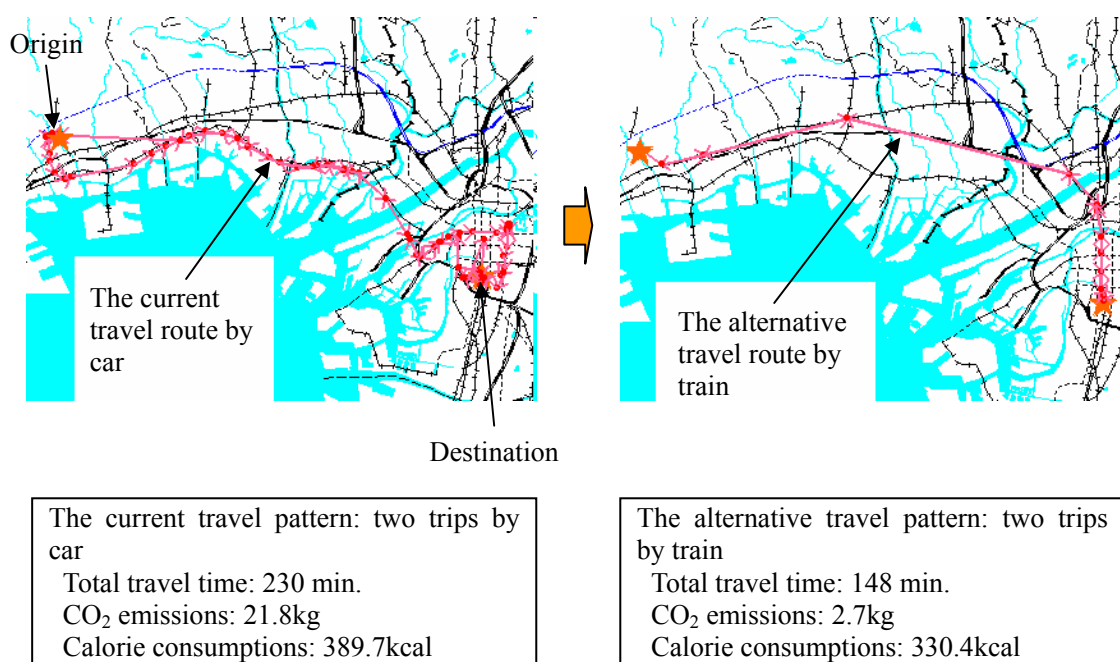 Origin
The current
travel route by
car
The alternative
travel route by
train
Destination
The current travel pattern: two trips by
car
Total travel time: 230 min.
CO₂ emissions: 21.8kg
Calorie consumptions: 389.7kcal
The alternative travel pattern: two trips
by train
Total travel time: 148 min.
CO₂ emissions: 2.7kg
Calorie consumptions: 330.4kcal